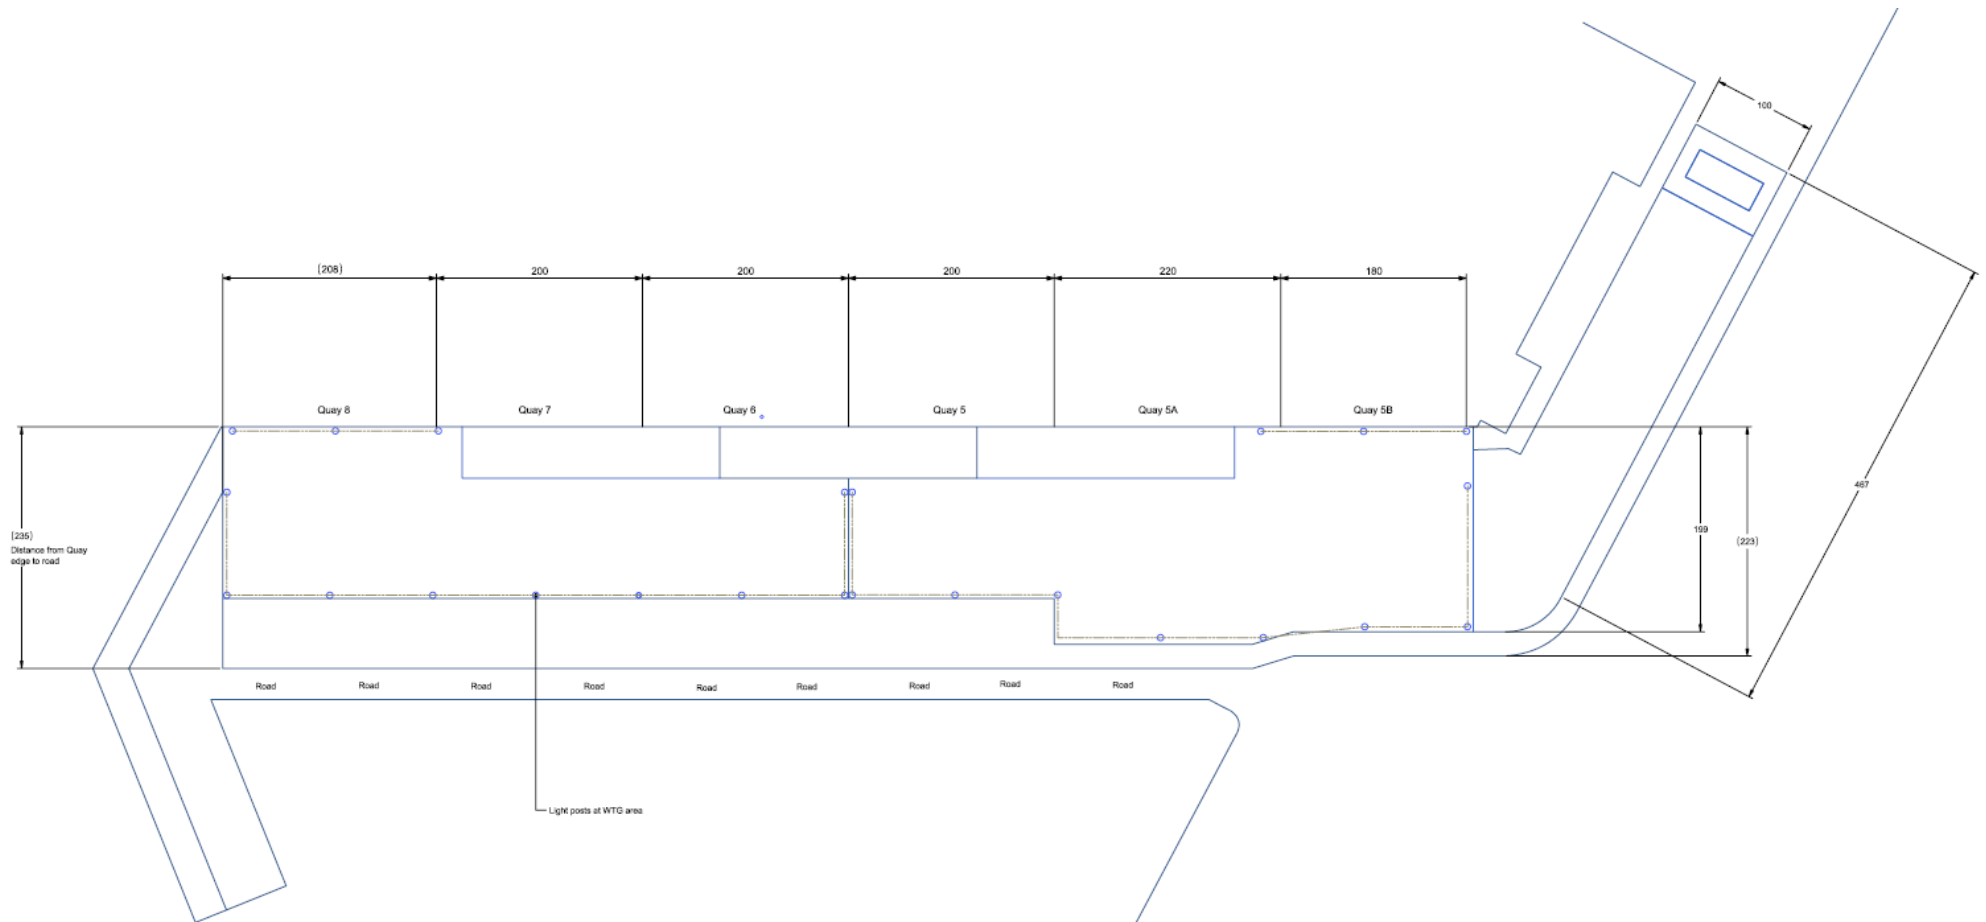 100
(208)
200
200
200
220
180
Quay 8
Quay 7
Quay 6
Quay 5
Quay 5A
Quay 5B
467
199
(223)
(235)
Distance from Quay
edge to road
Road
Road
Road
Road
Road
Road
Road
Road
Road
Light posts at WTG area